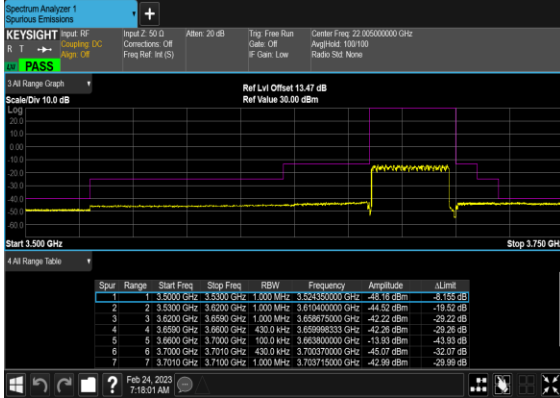 Spectrum Analyzer 1
Spurious Emissions
+
KEYSIGHT Input: RF Input Z: 50 Ω Atten: 20 dB Trig: Free Run Center Freq: 22.005000000 GHz
R T Coupling: DC Corrections: Off Gate: Off Avg|Hold: 100/100
Align: Off Freq Ref: Int (S) IF Gain: Low Radio Std: None
LV PASS
3 All Range Graph
Ref Lvl Offset 13.47 dB
Scale/Div 10.0 dB Ref Value 30.00 dBm
Log
20.0
10.0
0.00
-10.0
-20.0
-30.0
-40.0
-50.0
-60.0
Start 3.500 GHz Stop 3.750 GHz
4 All Range Table
Spur Range Start Freq Stop Freq RBW Frequency Amplitude ΔLimit
1 1 3.5000 GHz 3.5300 GHz 1.000 MHz 3.524350000 GHz -48.16 dBm -8.155 dB
2 2 3.5300 GHz 3.6200 GHz 1.000 MHz 3.610400000 GHz -44.52 dBm -19.52 dB
3 3 3.6200 GHz 3.6590 GHz 1.000 MHz 3.658675000 GHz -42.22 dBm -29.22 dB
4 4 3.6590 GHz 3.6600 GHz 430.0 kHz 3.659998333 GHz -42.26 dBm -29.26 dB
5 5 3.6600 GHz 3.7000 GHz 100.0 kHz 3.663800000 GHz -13.93 dBm -43.93 dB
6 6 3.7000 GHz 3.7010 GHz 430.0 kHz 3.700370000 GHz -45.07 dBm -32.07 dB
7 7 3.7010 GHz 3.7100 GHz 1.000 MHz 3.703715000 GHz -42.99 dBm -29.99 dB
? Feb 24, 2023
7:18:01 AM